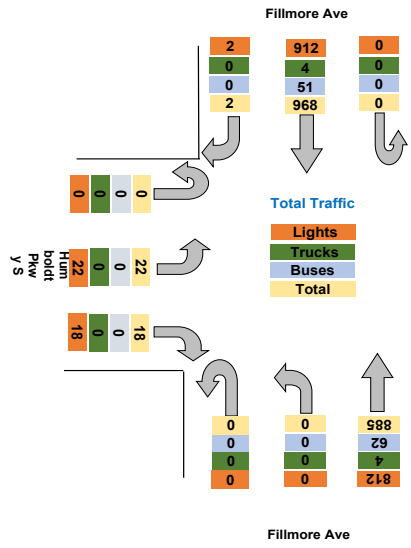 Fillmore Ave
2 912 0
0 4 0
0 51 0
2 968 0
0 0 0 0
Total Traffic
Lights
Trucks
Buses
Total
Hum
boldt
Pkw
y S
22 0 0 22
18 0 0 18
0 0 885
0 0 62
0 0 4
0 0 812
Fillmore Ave